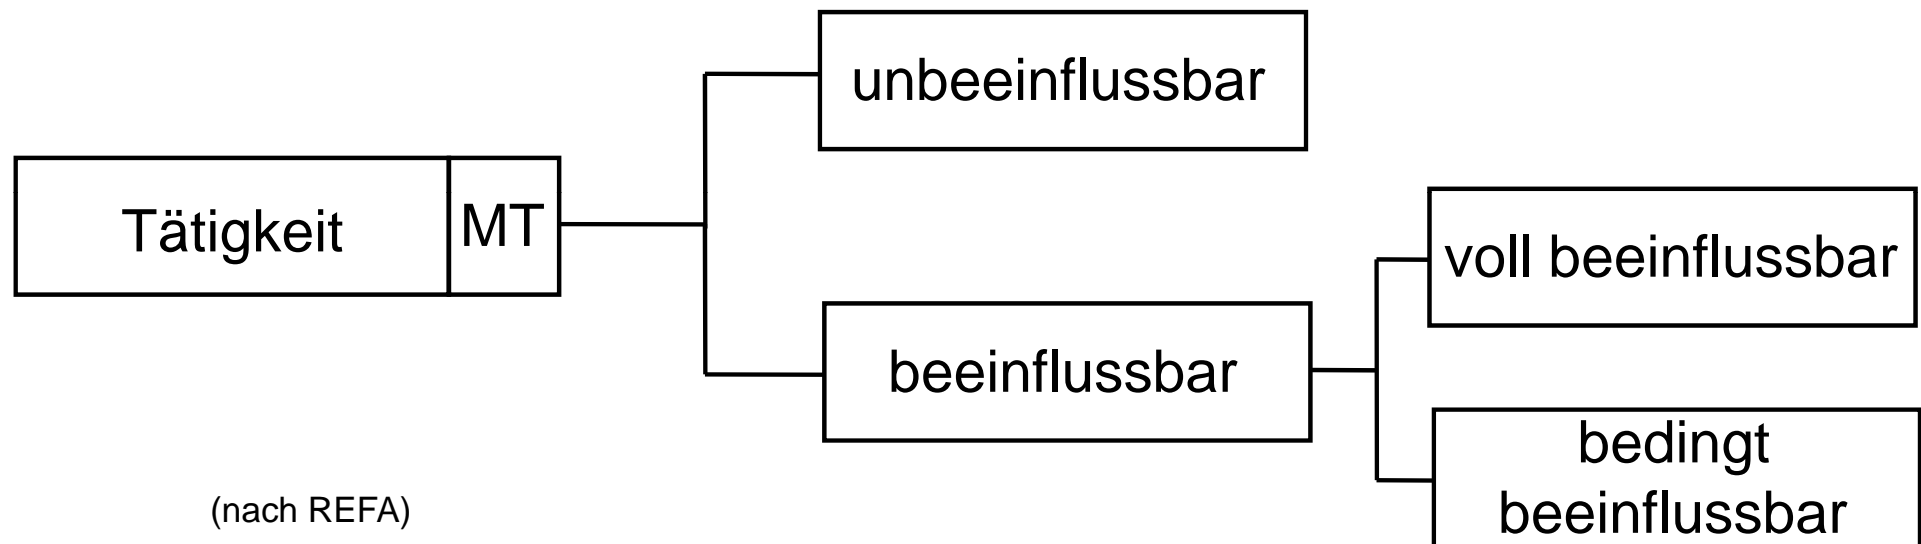 unbeeinflussbar
Tätigkeit
MT
voll beeinflussbar
beeinflussbar
bedingt
beeinflussbar
(nach REFA)